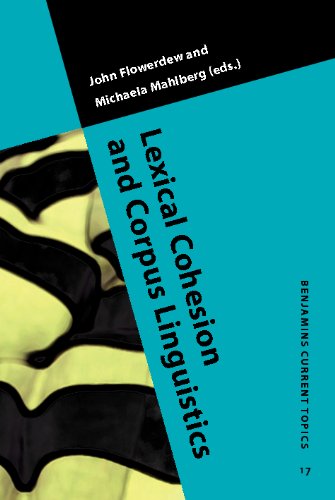 John Flowerdew and
Michaela Mahlberg (eds.)
Lexical Cohesion
and Corpus Linguistics
BENJAMINS CURRENT TOPICS
17